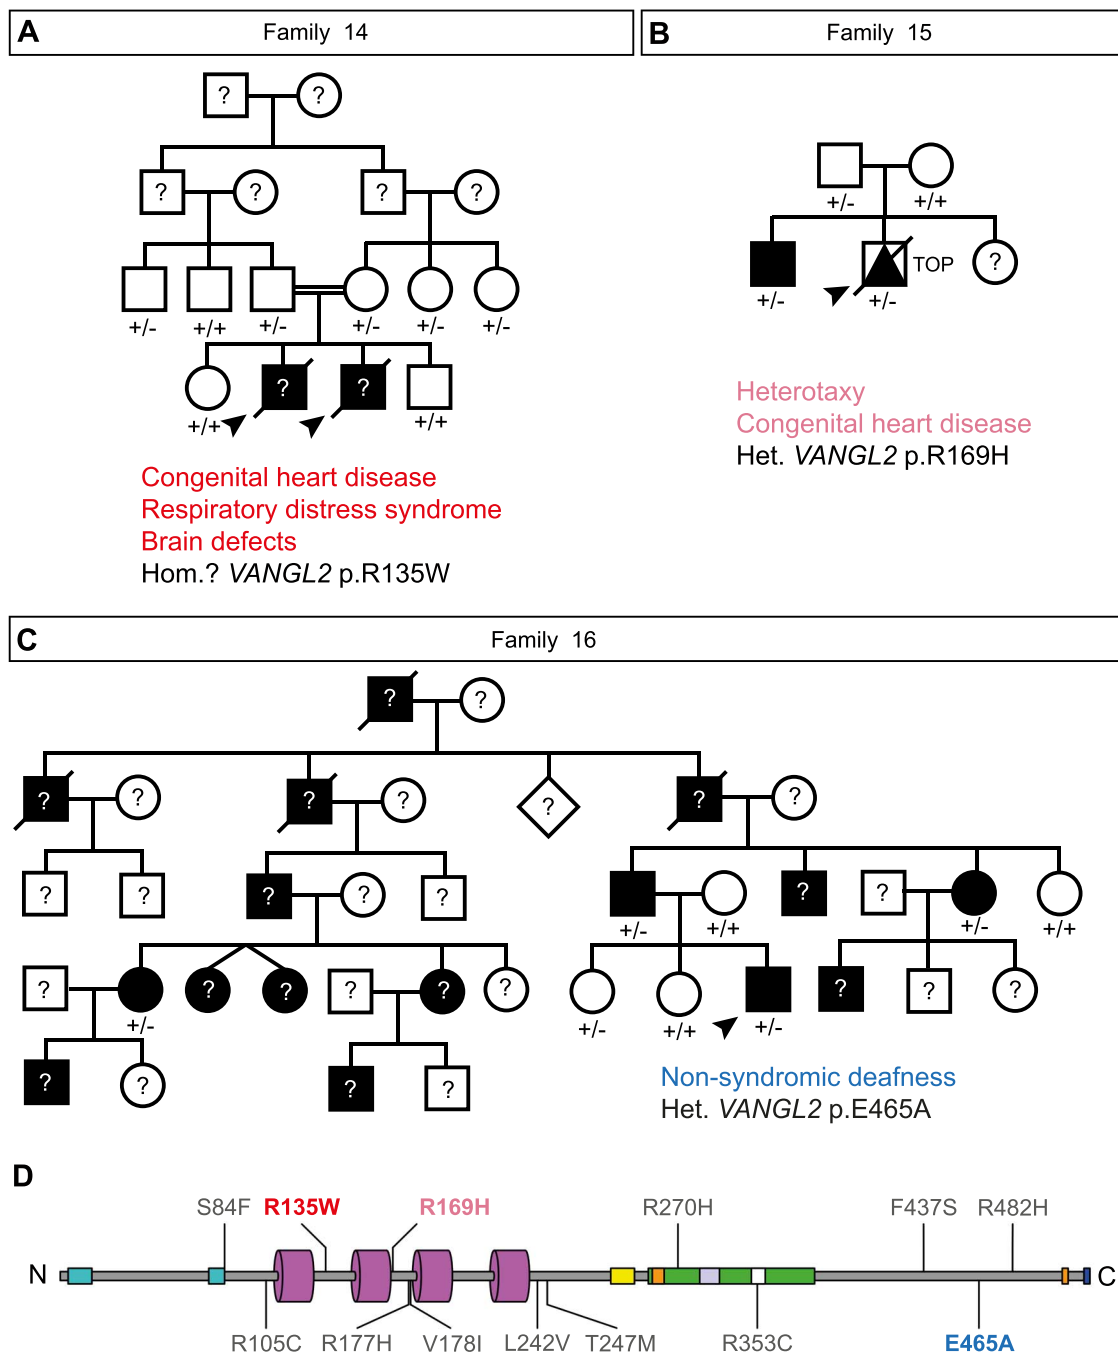 A Family 14
? ?
? ? ? ?
+/- +/+ +/- +/- +/- +/-
? ?
+/+ +/+
Congenital heart disease
Respiratory distress syndrome
Brain defects
Hom.? VANGL2 p.R135W
B Family 15
+/- +/+
TOP ?
+/- +/-
Heterotaxy
Congenital heart disease
Het. VANGL2 p.R169H
C Family 16
? ?
? ? ? ? ? ? ?
? ? ? ? ? ? ?
+/- +/+ +/- +/+
? ? ? ? ? ? ? ? ?
+/- +/- +/+ +/-
? ? ? ?
Non-syndromic deafness
Het. VANGL2 p.E465A
D
S84F R135W R169H R270H F437S R482H
N C
R105C R177H V178I L242V T247M R353C E465A